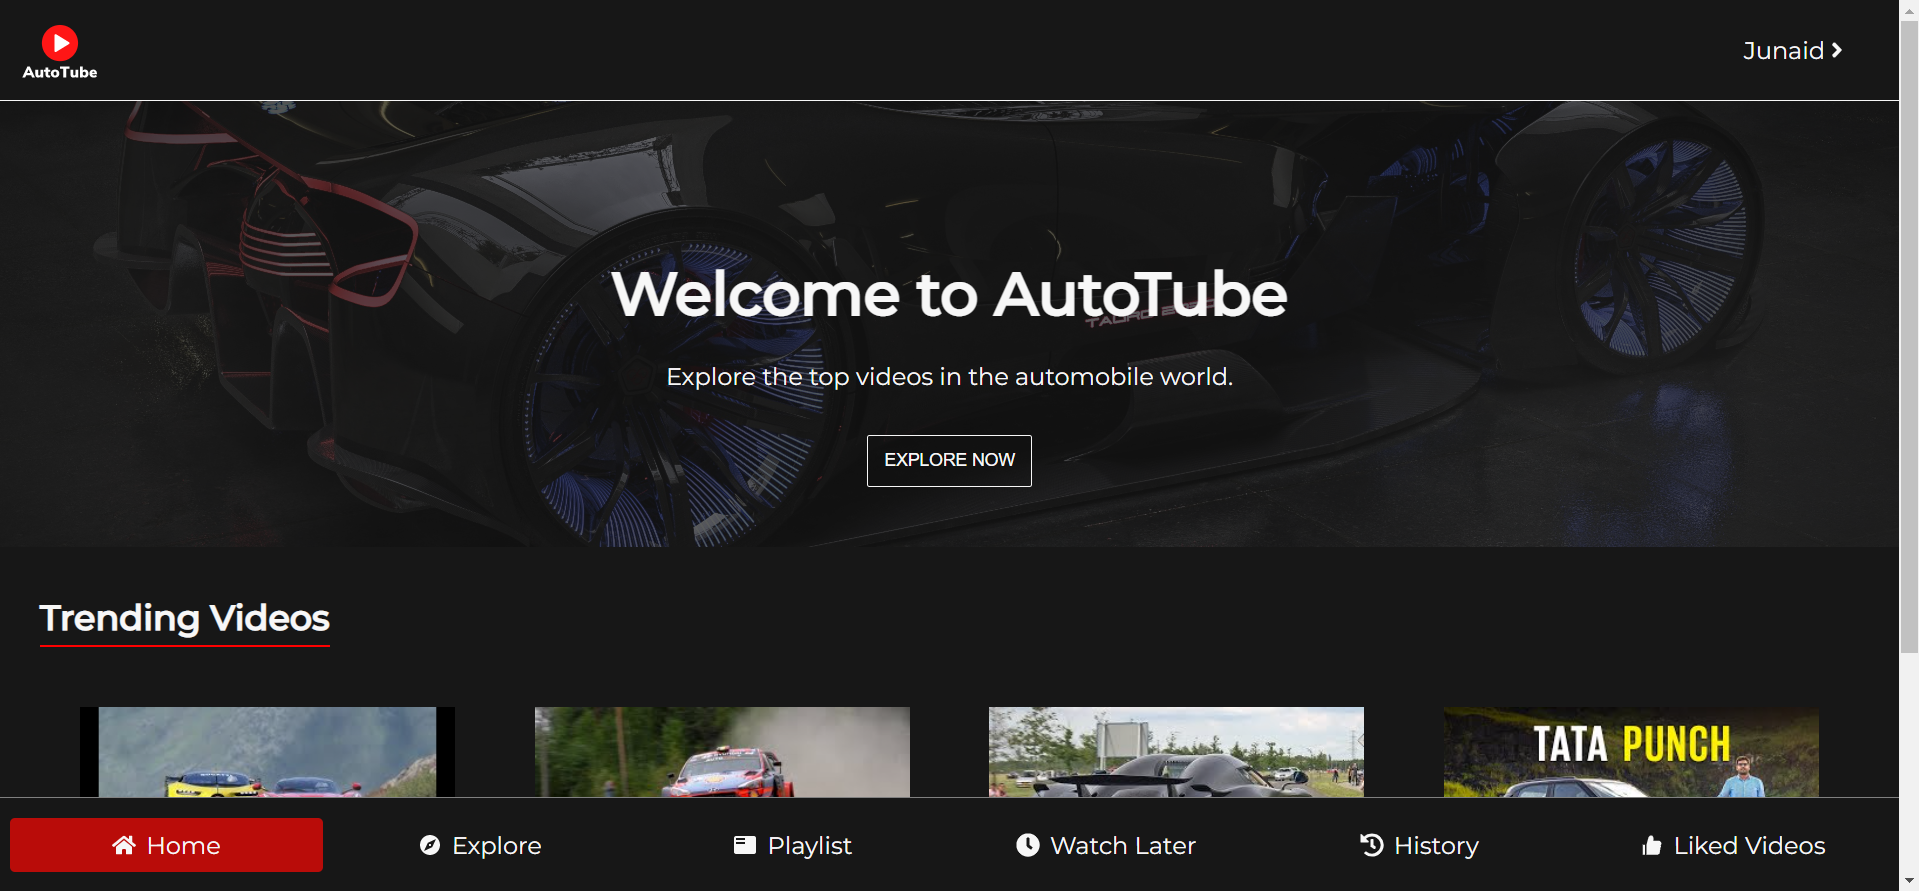 AutoTube
Junaid
Welcome to AutoTube
Explore the top videos in the automobile world.
EXPLORE NOW
Trending Videos
TATA PUNCH
Home
Explore
Playlist
Watch Later
History
Liked Videos